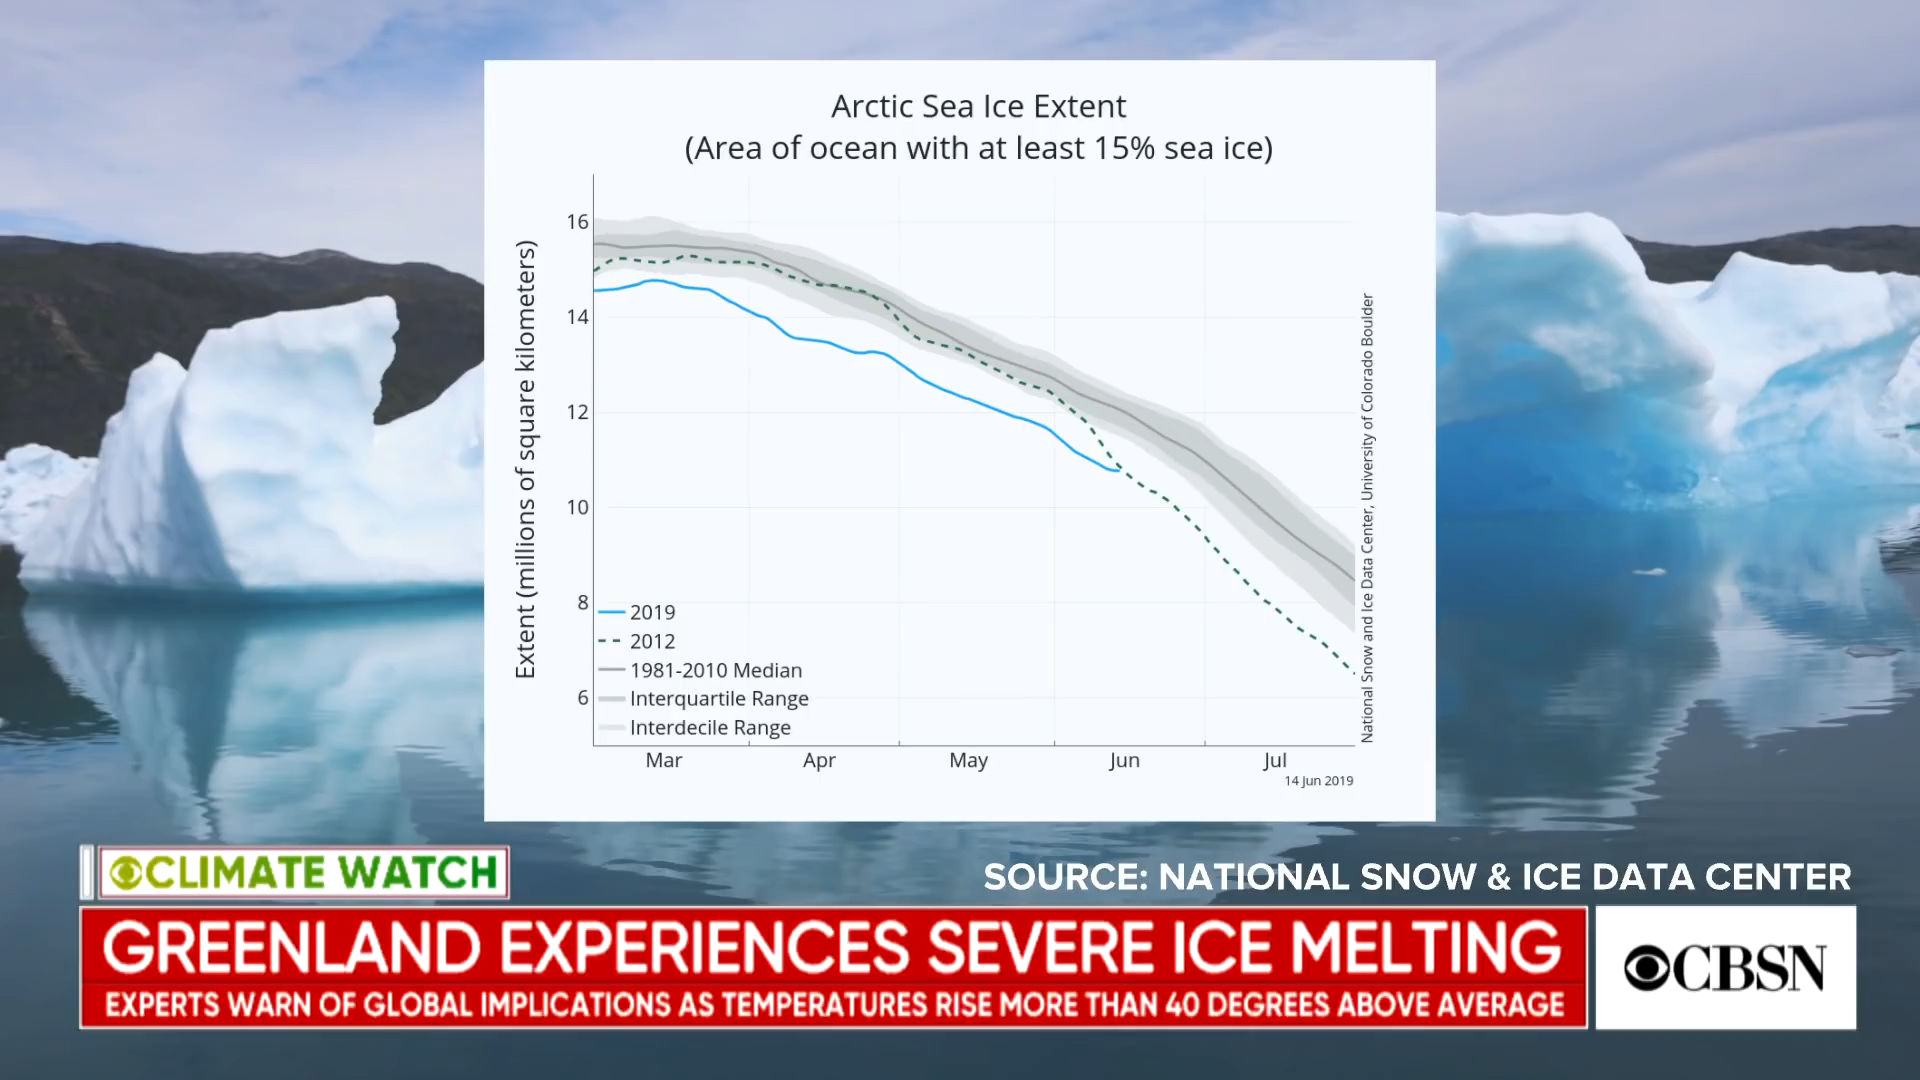 Arctic Sea Ice Extent
(Area of ocean with at least 15% sea ice)
Extent (millions of square kilometers)
16
14
12
10
8
6
2019
2012
1981-2010 Median
Interquartile Range
Interdecile Range
Mar
Apr
May
Jun
Jul
14 Jun 2019
National Snow and Ice Data Center, University of Colorado Boulder
CLIMATE WATCH
SOURCE: NATIONAL SNOW & ICE DATA CENTER
GREENLAND EXPERIENCES SEVERE ICE MELTING
EXPERTS WARN OF GLOBAL IMPLICATIONS AS TEMPERATURES RISE MORE THAN 40 DEGREES ABOVE AVERAGE
CBSN